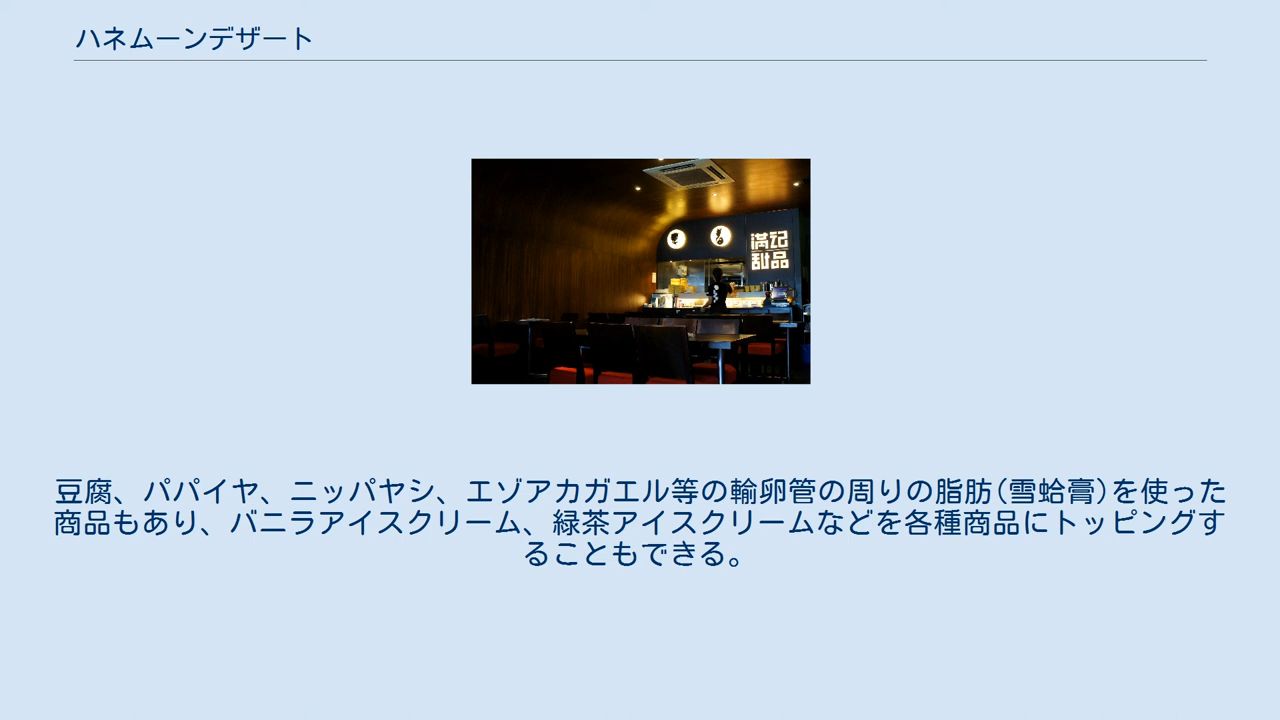 ハネムーンデザート
満记
甜品
豆腐、パパイヤ、ニッパヤシ、エゾアカガエル等の輸卵管の周りの脂肪(雪蛤膏)を使った
商品もあり、バニラアイスクリーム、緑茶アイスクリームなどを各種商品にトッピングす
ることもできる。